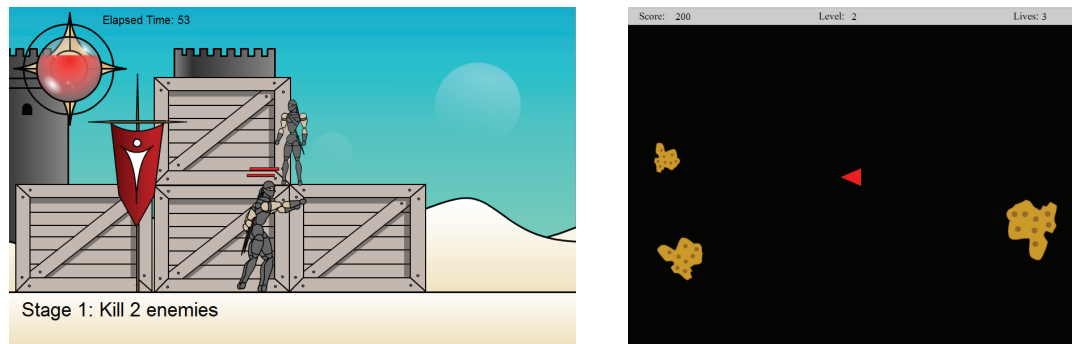 Elapsed Time: 53
Stage 1: Kill 2 enemies
Score: 200 Level: 2 Lives: 3